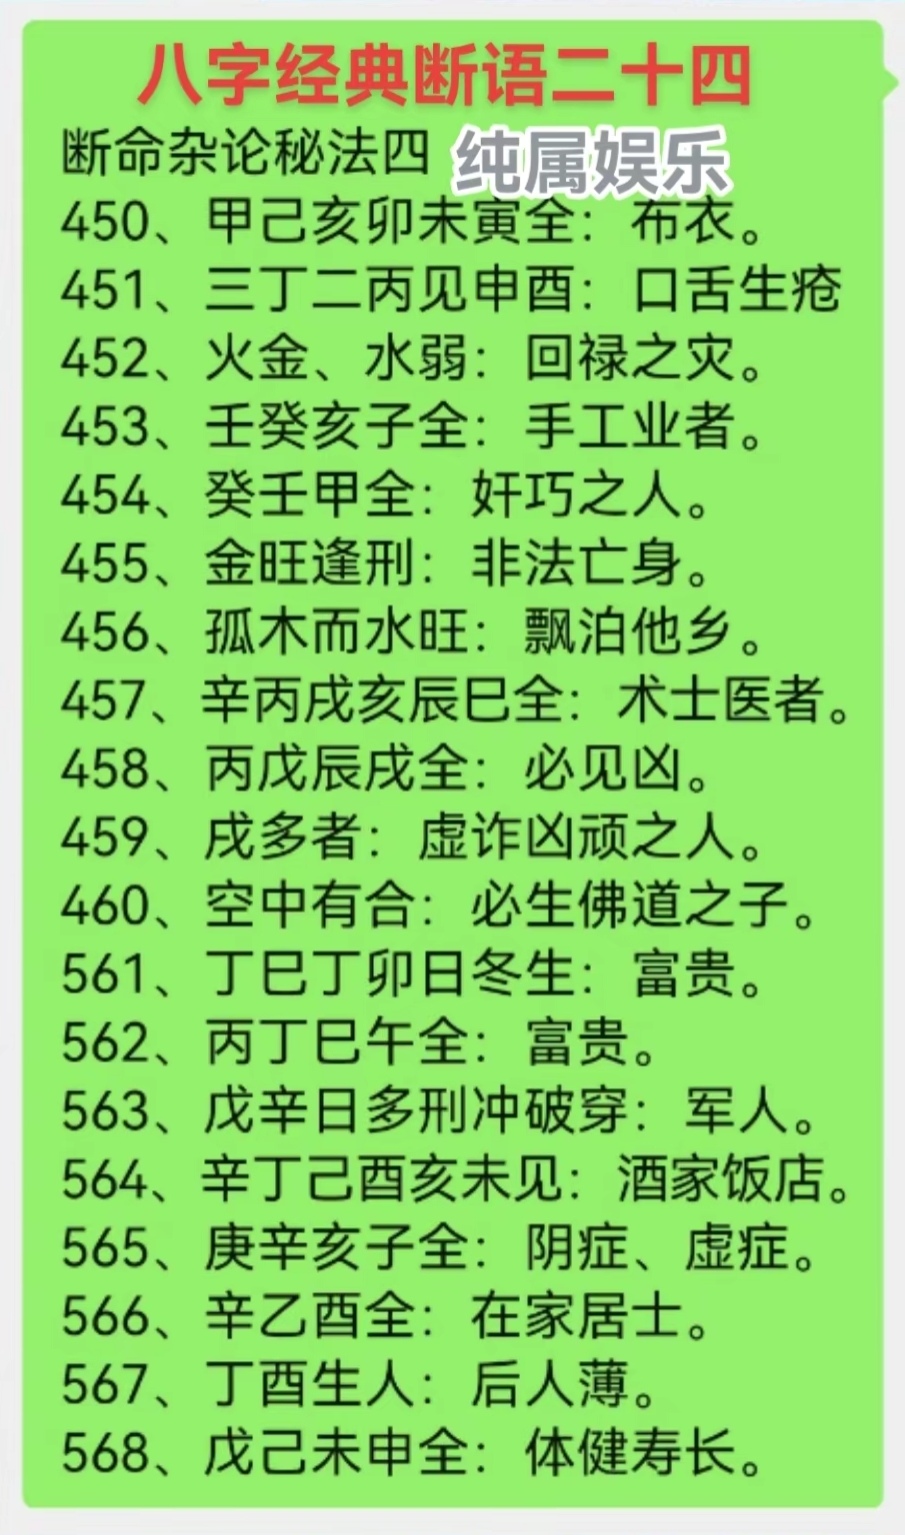 八字经典断语二十四
断命杂论秘法四 纯属娱乐
450、甲己亥卯未寅全：布衣。
451、三丁二丙见申酉：口舌生疮
452、火金、水弱：回禄之灾。
453、壬癸亥子全：手工业者。
454、癸壬甲全：奸巧之人。
455、金旺逢刑：非法亡身。
456、孤木而水旺：飘泊他乡。
457、辛丙戌亥辰巳全：术士医者。
458、丙戊辰戌全：必见凶。
459、戌多者：虚诈凶顽之人。
460、空中有合：必生佛道之子。
561、丁巳丁卯日冬生：富贵。
562、丙丁巳午全：富贵。
563、戊辛日多刑冲破穿：军人。
564、辛丁己酉亥未见：酒家饭店。
565、庚辛亥子全：阴症、虚症。
566、辛乙酉全：在家居士。
567、丁酉生人：后人薄。
568、戊己未申全：体健寿长。